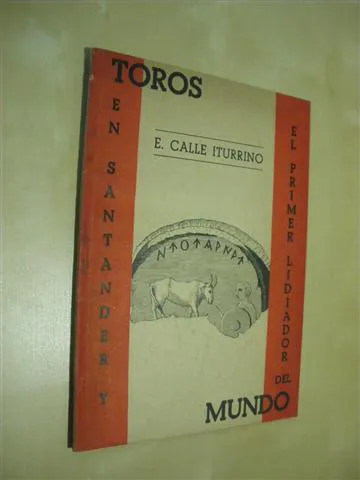 TOROS
EN SANTANDER Y
E. CALLE ITURRINO
EL PRIMER LIDIADOR
DEL
MUNDO